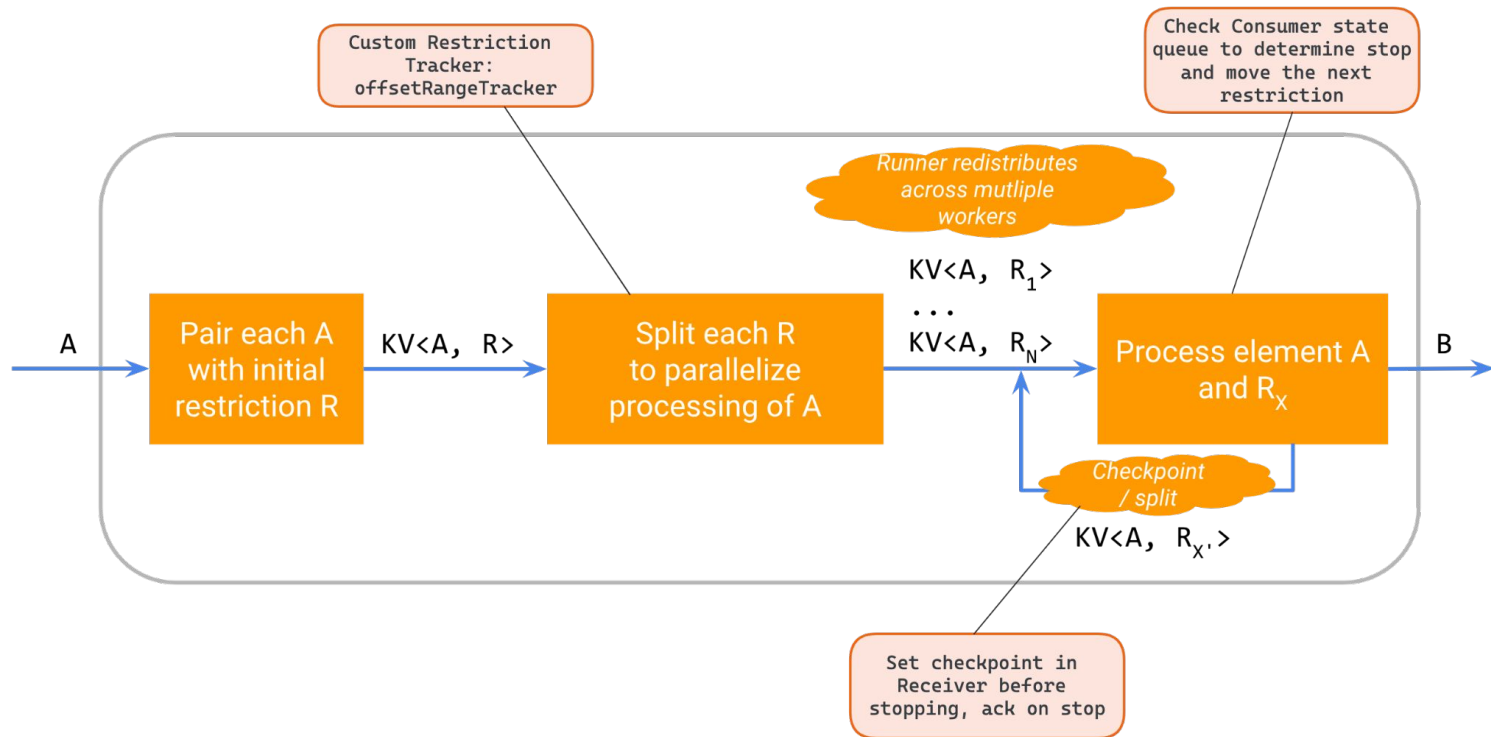 Custom Restriction
Tracker:
offsetRangeTracker
Check Consumer state
queue to determine stop
and move the next
restriction
Runner redistributes
across mutliple
workers
A
Pair each A
with initial
restriction R
KV<A, R>
Split each R
to parallelize
processing of A
KV<A, R1>
...
KV<A, RN>
Process element A
and RX
B
Checkpoint
/ split
KV<A, RX'>
Set checkpoint in
Receiver before
stopping, ack on stop